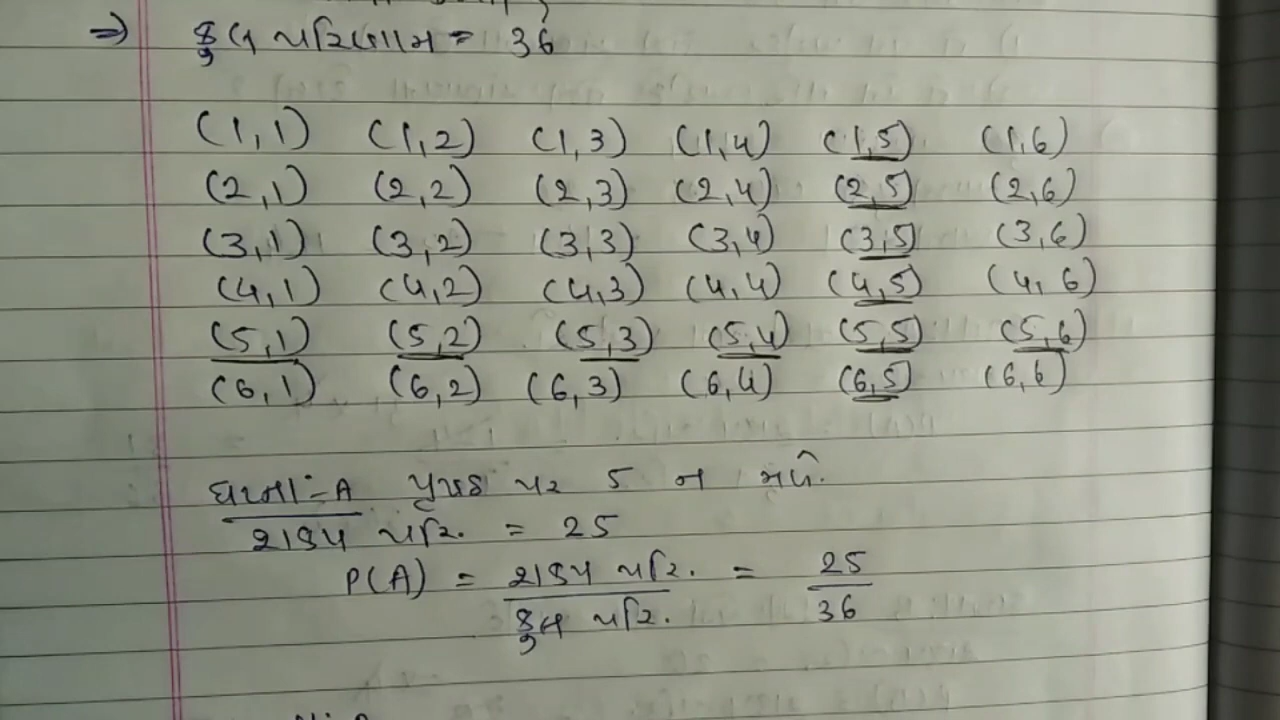 ⇒ કુલ પરિણામ = 36
(1,1) (1,2) (1,3) (1,4) (1,5) (1,6)
(2,1) (2,2) (2,3) (2,4) (2,5) (2,6)
(3,1) (3,2) (3,3) (3,4) (3,5) (3,6)
(4,1) (4,2) (4,3) (4,4) (4,5) (4,6)
(5,1) (5,2) (5,3) (5,4) (5,5) (5,6)
(6,1) (6,2) (6,3) (6,4) (6,5) (6,6)
ઘટના:-A પર 5 ન મળે.
શક્ય પરિ. = 25
P(A) = શક્ય પરિ. / કુલ પરિ. = 25/36